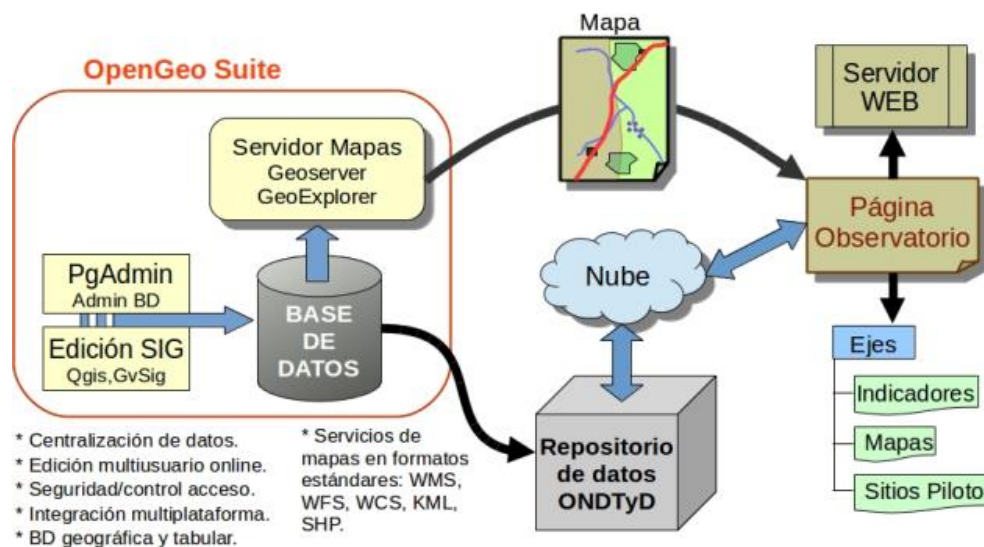 OpenGeo Suite
Mapa
Servidor
WEB
Servidor Mapas
Geoserver
GeoExplorer
Página
Observatorio
PgAdmin
Admin BD
Edición SIG
Qgis,GvSig
BASE
DE
DATOS
Nube
Ejes
Indicadores
Mapas
Sitios Piloto
Repositorio
de datos
ONDTyD
* Centralización de datos.
* Edición multiusuario online.
* Seguridad/control acceso.
* Integración multiplataforma.
* BD geográfica y tabular.
* Servicios de
mapas en formatos
estándares: WMS,
WFS, WCS, KML,
SHP.